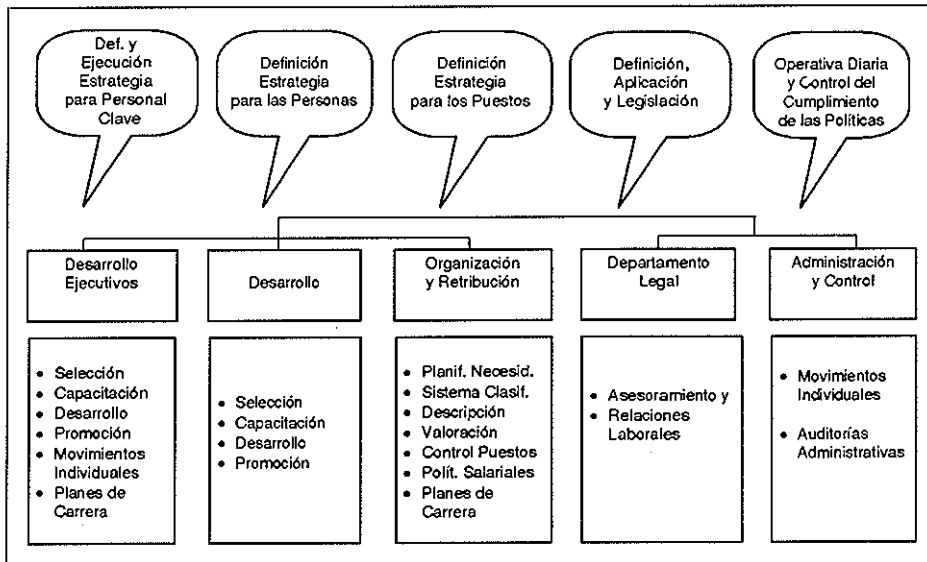 Def. y
Ejecución
Estrategia
para Personal
Clave
Definición
Estrategia
para las Personas
Definición
Estrategia
para los Puestos
Definición,
Aplicación
y Legislación
Operativa Diaria
y Control del
Cumplimiento
de las Políticas
Desarrollo
Ejecutivos
Desarrollo
Organización
y Retribución
Departamento
Legal
Administración
y Control
• Selección
• Capacitación
• Desarrollo
• Promoción
• Movimientos
Individuales
• Planes de
Carrera
• Selección
• Capacitación
• Desarrollo
• Promoción
• Planif. Necesid.
• Sistema Clasif.
• Descripción
• Valoración
• Control Puestos
• Polít. Salariales
• Planes de
Carrera
• Asesoramiento y
• Relaciones
Laborales
• Movimientos
Individuales
• Auditorías
Administrativas